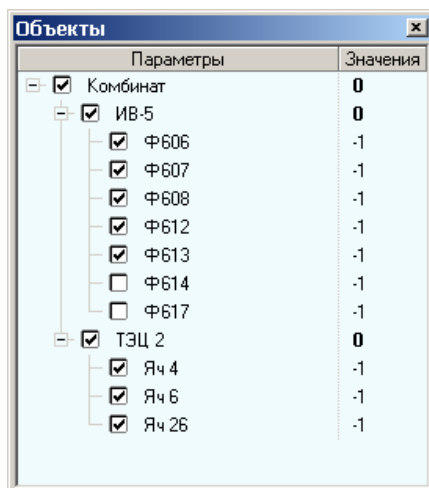 Объекты
Параметры Значения
Комбинат 0
ИВ-5 0
Ф606 -1
Ф607 -1
Ф608 -1
Ф612 -1
Ф613 -1
Ф614 -1
Ф617 -1
ТЭЦ 2 0
Яч 4 -1
Яч 6 -1
Яч 26 -1